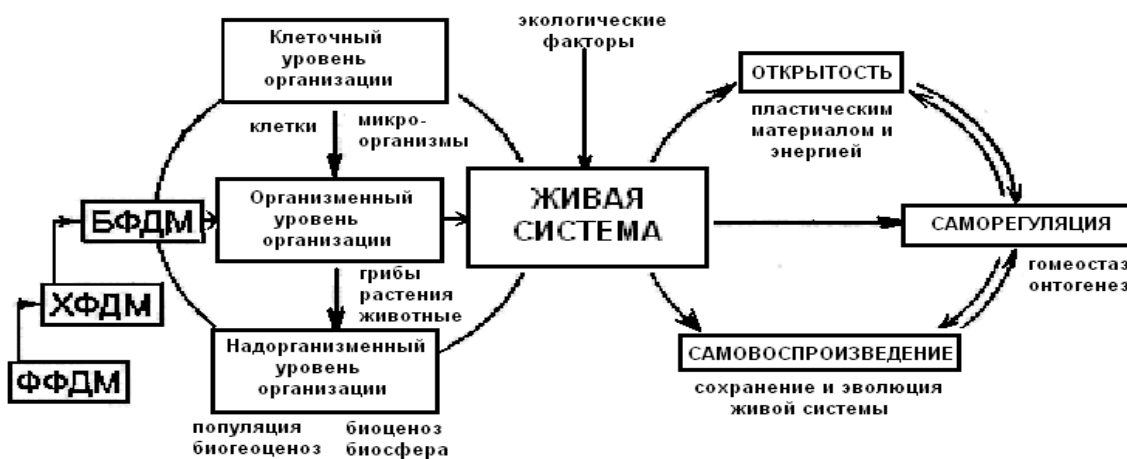 Клеточный
уровень
организации
клетки
микро-
организмы
БФДМ
ХФДМ
ФФДМ
Организменный
уровень
организации
грибы
растения
животные
Надорганизменный
уровень
организации
популяция
биогеоценоз
биоценоз
биосфера
экологические
факторы
ЖИВАЯ
СИСТЕМА
ОТКРЫТОСТЬ
пластическим
материалом и
энергией
САМОРЕГУЛЯЦИЯ
гомеостаз
онтогенез
САМОВОСПРОИЗВЕДЕНИЕ
сохранение и эволюция
живой системы